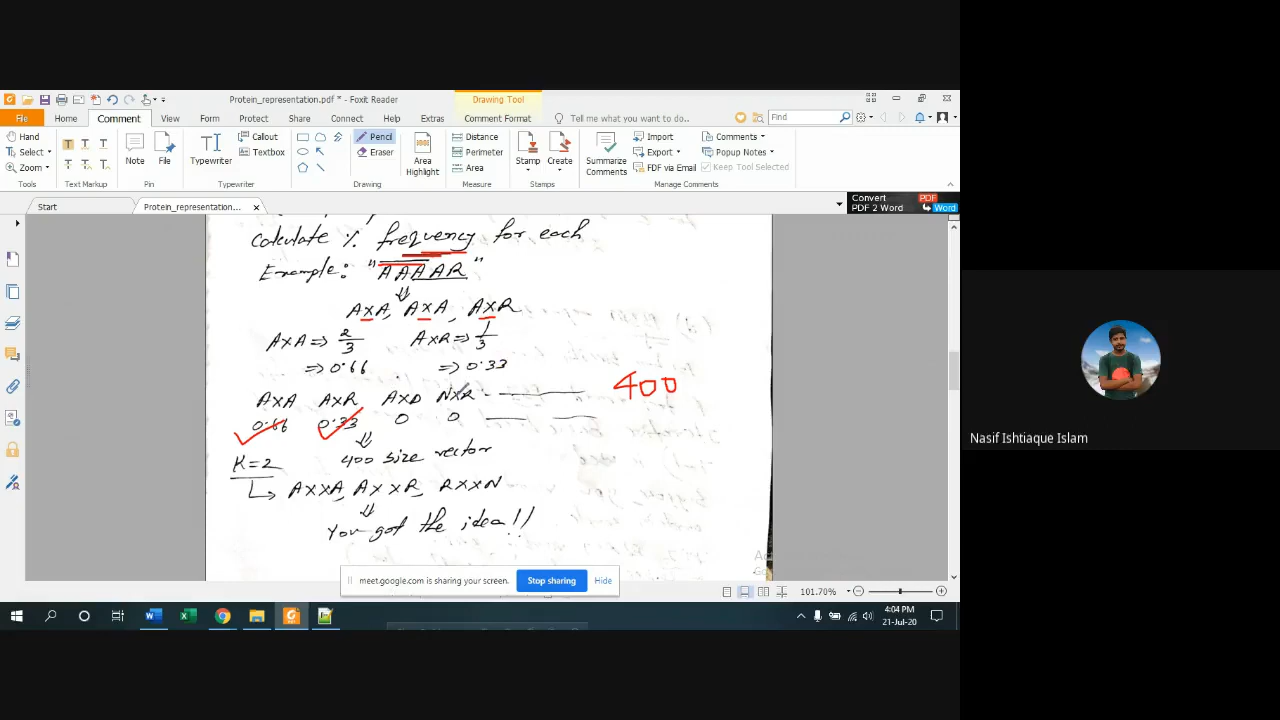 Protein_representation.pdf * - Foxit Reader
Drawing Tool
File Home Comment View Form Protect Share Connect Help Extras Comment Format Tell me what you want to do.. Find
Hand
Select
Zoom
Tools
Text Markup
Note
File
Pin
Typewriter
Callout
Textbox
Typewriter
Pencil
Eraser
Drawing
Area Highlight
Distance
Perimeter
Area
Measure
Stamp
Create
Stamps
Summarize Comments
Import
Export
FDF via Email
Comments
Popup Notes
Keep Tool Selected
Manage Comments
Start
Protein_representation....
Convert PDF
PDF 2 Word Word
Calculate % frequency for each
Example: "AAAAR"
AXA, AXA, AXR
AXA => 2/3 AXR => 1/3
=> 0.66 => 0.33
AXA AXR AXD NXR
0.66 0.33 0 0
400
400 size vector
K=2
AXXA, AXXR, RXXN
You got the idea!!
meet.google.com is sharing your screen.
Stop sharing
Hide
101.70%
4:04 PM
21-Jul-20
Nasif Ishtiaque Islam